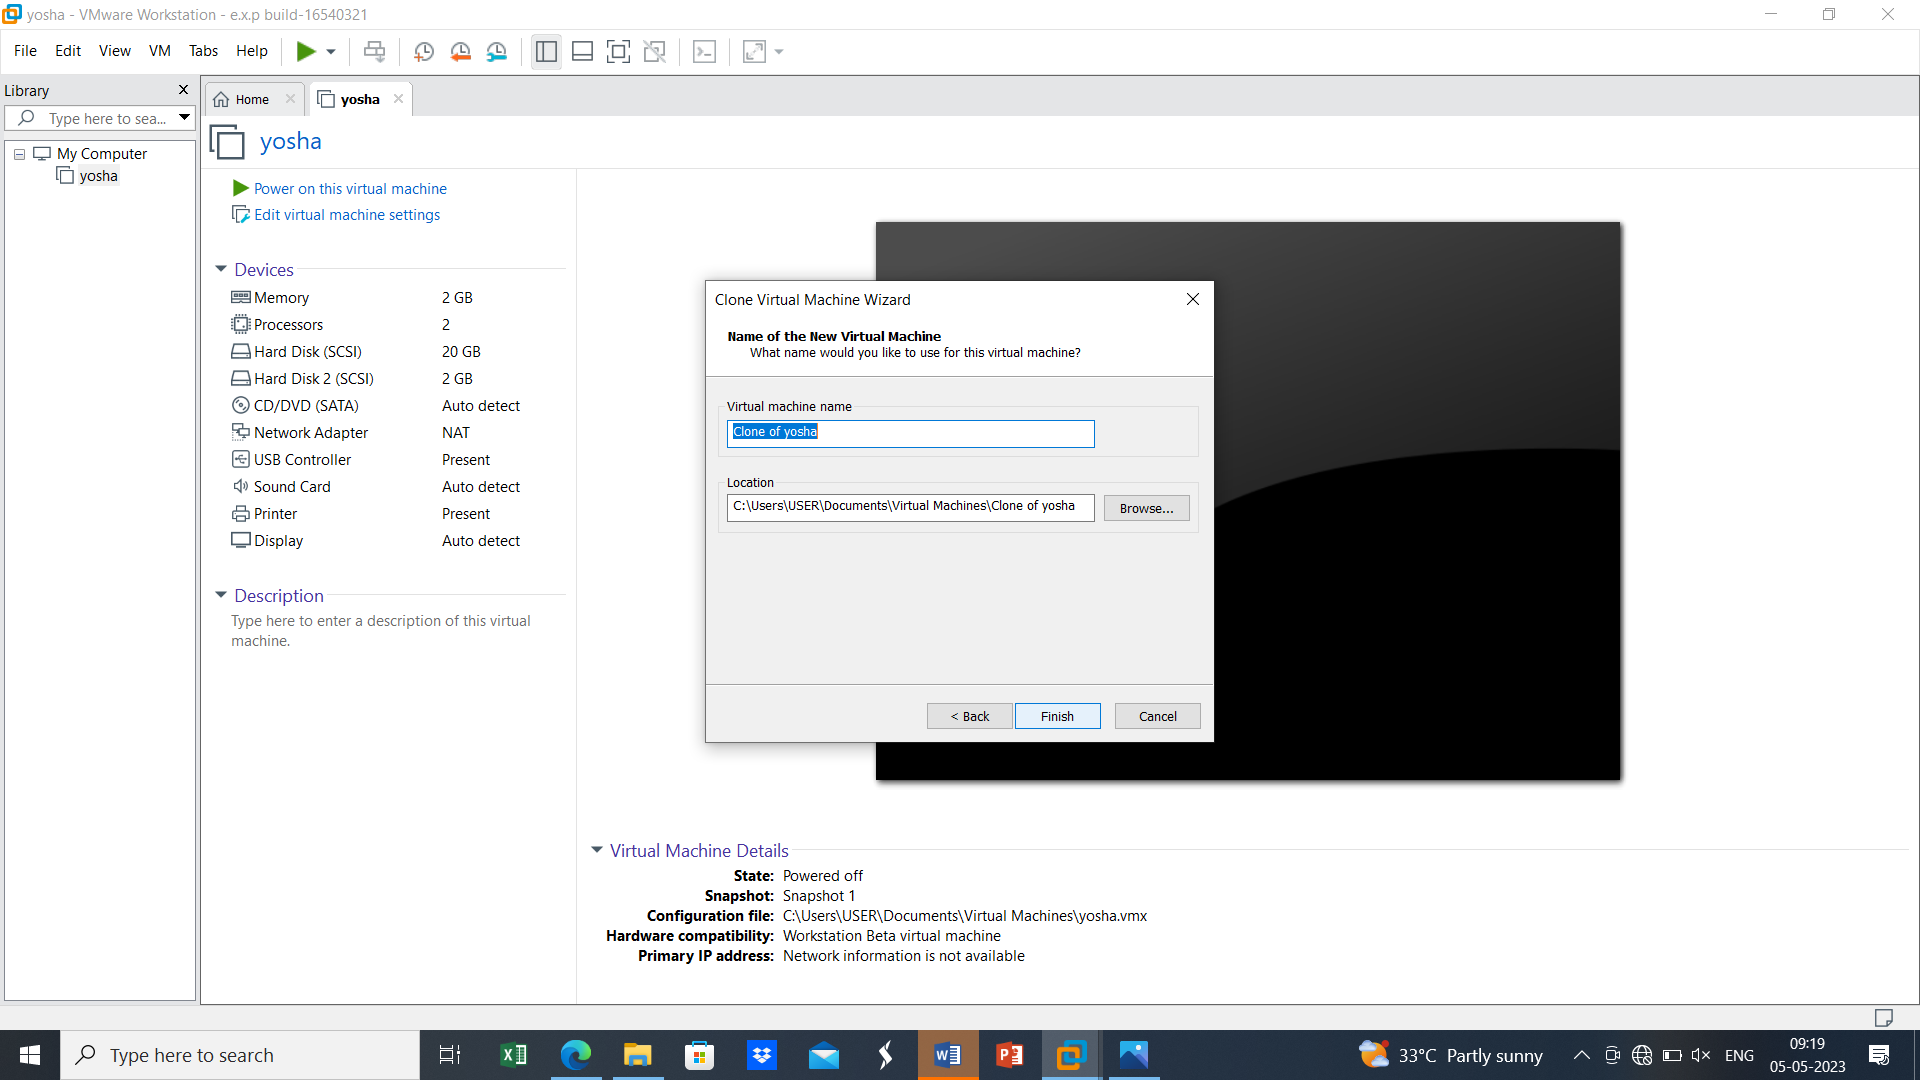 yosha - VMware Workstation - e.x.p build-16540321
File Edit View VM Tabs Help
Library
Type here to sea...
My Computer
yosha
Home
yosha
yosha
Power on this virtual machine
Edit virtual machine settings
Devices
Memory 2 GB
Processors 2
Hard Disk (SCSI) 20 GB
Hard Disk 2 (SCSI) 2 GB
CD/DVD (SATA) Auto detect
Network Adapter NAT
USB Controller Present
Sound Card Auto detect
Printer Present
Display Auto detect
Description
Type here to enter a description of this virtual
machine.
Clone Virtual Machine Wizard
Name of the New Virtual Machine
What name would you like to use for this virtual machine?
Virtual machine name
Clone of yosha
Location
C:\Users\USER\Documents\Virtual Machines\Clone of yosha
Browse...
< Back Finish Cancel
Virtual Machine Details
State: Powered off
Snapshot: Snapshot 1
Configuration file: C:\Users\USER\Documents\Virtual Machines\yosha.vmx
Hardware compatibility: Workstation Beta virtual machine
Primary IP address: Network information is not available
Type here to search
33°C Partly sunny
ENG
09:19
05-05-2023